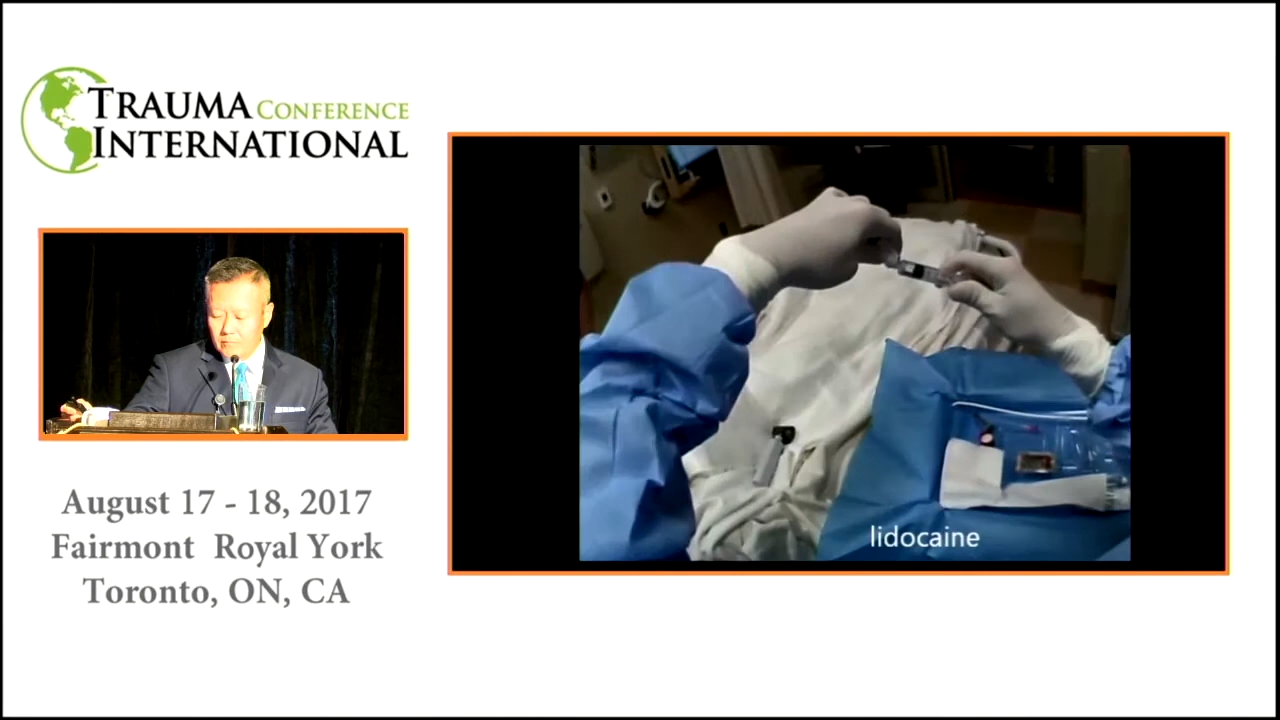 TRAUMA CONFERENCE
INTERNATIONAL
August 17 - 18, 2017
Fairmont Royal York
Toronto, ON, CA
lidocaine